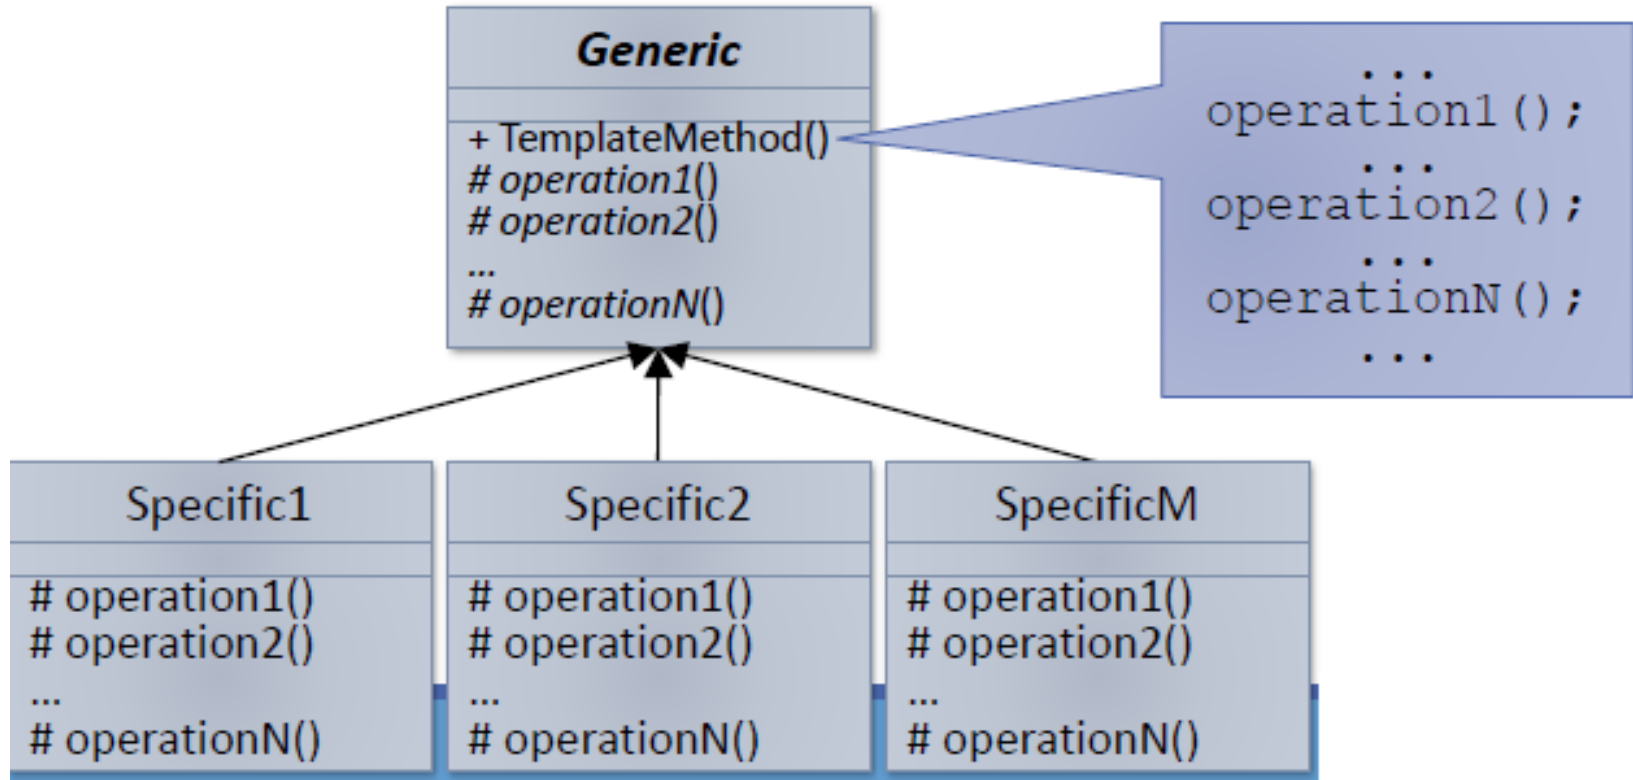 Generic
+ TemplateMethod()
# operation1()
# operation2()
...
# operationN()
...
operation1();
...
operation2();
...
operationN();
...
Specific1
# operation1()
# operation2()
...
# operationN()
Specific2
# operation1()
# operation2()
...
# operationN()
SpecificM
# operation1()
# operation2()
...
# operationN()